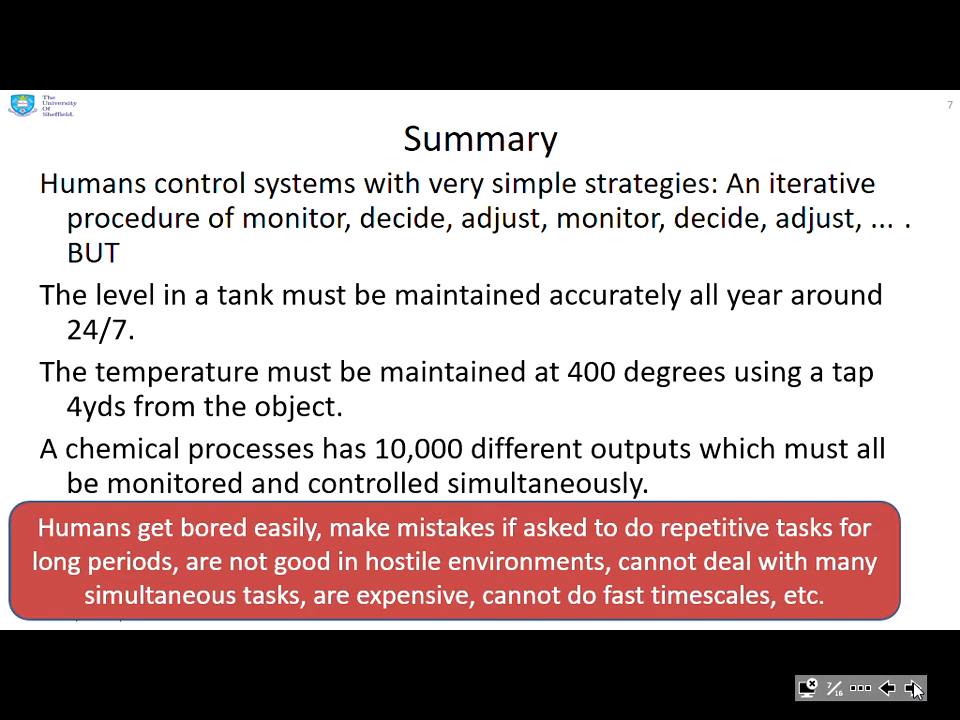 The
University
Of
Sheffield.
7
Summary
Humans control systems with very simple strategies: An iterative
procedure of monitor, decide, adjust, monitor, decide, adjust, ... .
BUT
The level in a tank must be maintained accurately all year around
24/7.
The temperature must be maintained at 400 degrees using a tap
4yds from the object.
A chemical processes has 10,000 different outputs which must all
be monitored and controlled simultaneously.
Humans get bored easily, make mistakes if asked to do repetitive tasks for
long periods, are not good in hostile environments, cannot deal with many
simultaneous tasks, are expensive, cannot do fast timescales, etc.
7/16